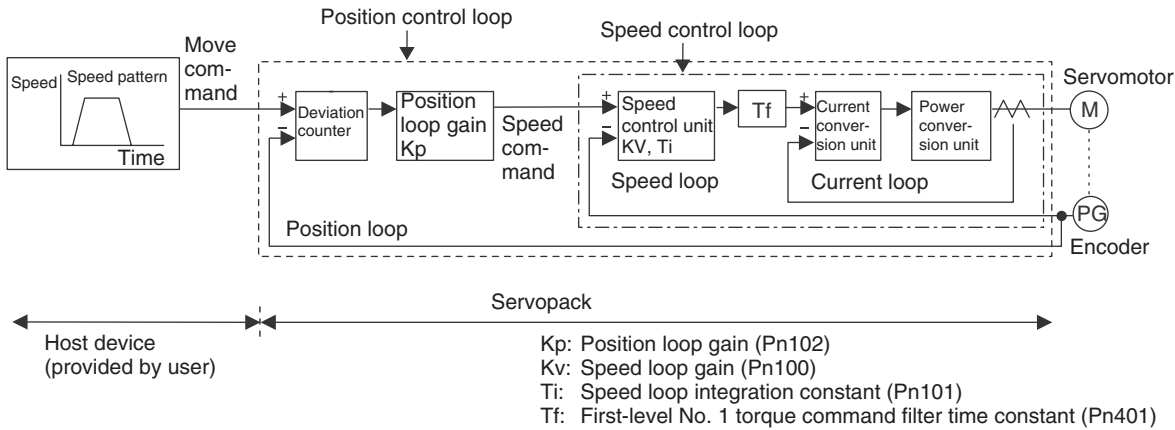 Position control loop
Speed control loop
Move
com-
mand
Speed
Speed pattern
Time
+
−
Deviation
counter
Position
loop gain
Kp
Speed
com-
mand
+
−
Speed
control unit
KV, Ti
Tf
+
−
Current
conver-
sion unit
Power
conver-
sion unit
Servomotor
M
Speed loop
Current loop
Position loop
PG
Encoder
Servopack
Host device
(provided by user)
Kp: Position loop gain (Pn102)
Kv: Speed loop gain (Pn100)
Ti: Speed loop integration constant (Pn101)
Tf: First-level No. 1 torque command filter time constant (Pn401)